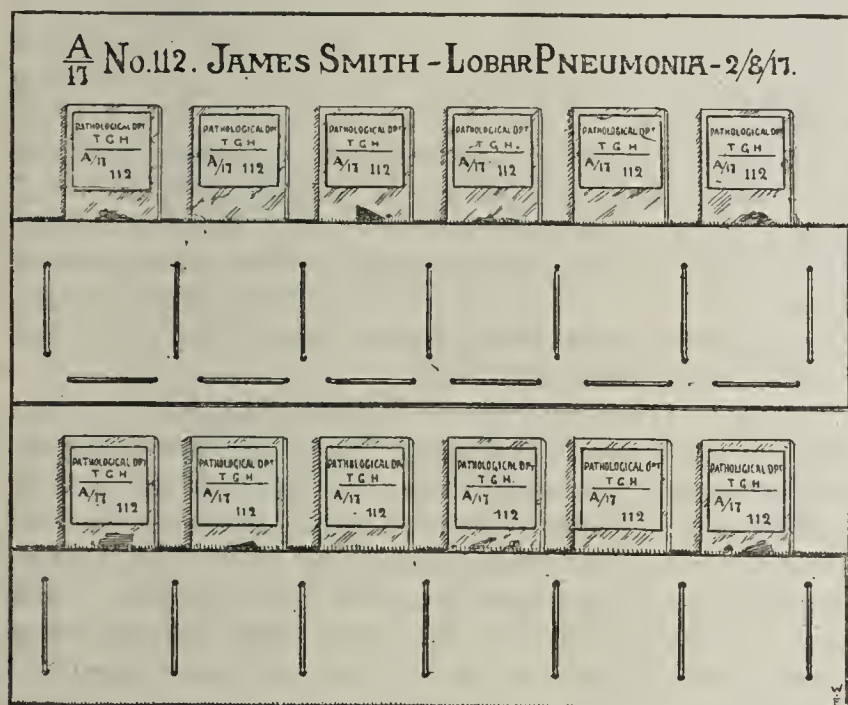 A/17 No.112. JAMES SMITH - LOBAR PNEUMONIA - 2/8/17.
PATHOLOGICAL DPT
T G H
A/17 112
PATHOLOGICAL DPT
T G H
A/17 112
PATHOLOGICAL DPT
T G H
A/17 112
PATHOLOGICAL DPT
T G H.
A/17 112
PATHOLOGICAL DPT
T G H
A/17 112
PATHOLOGICAL DPT
T G H
A/17 112
PATHOLOGICAL DPT
T G H
A/17
112
PATHOLOGICAL DPT
T G H
A/17
112
PATHOLOGICAL DPT
T G H
A/17
112
PATHOLOGICAL DPT
T G H.
A/17
112
PATHOLOGICAL DPT
T G H
A/17
112
PATHOLOGICAL DPT
T G H
A/17
112